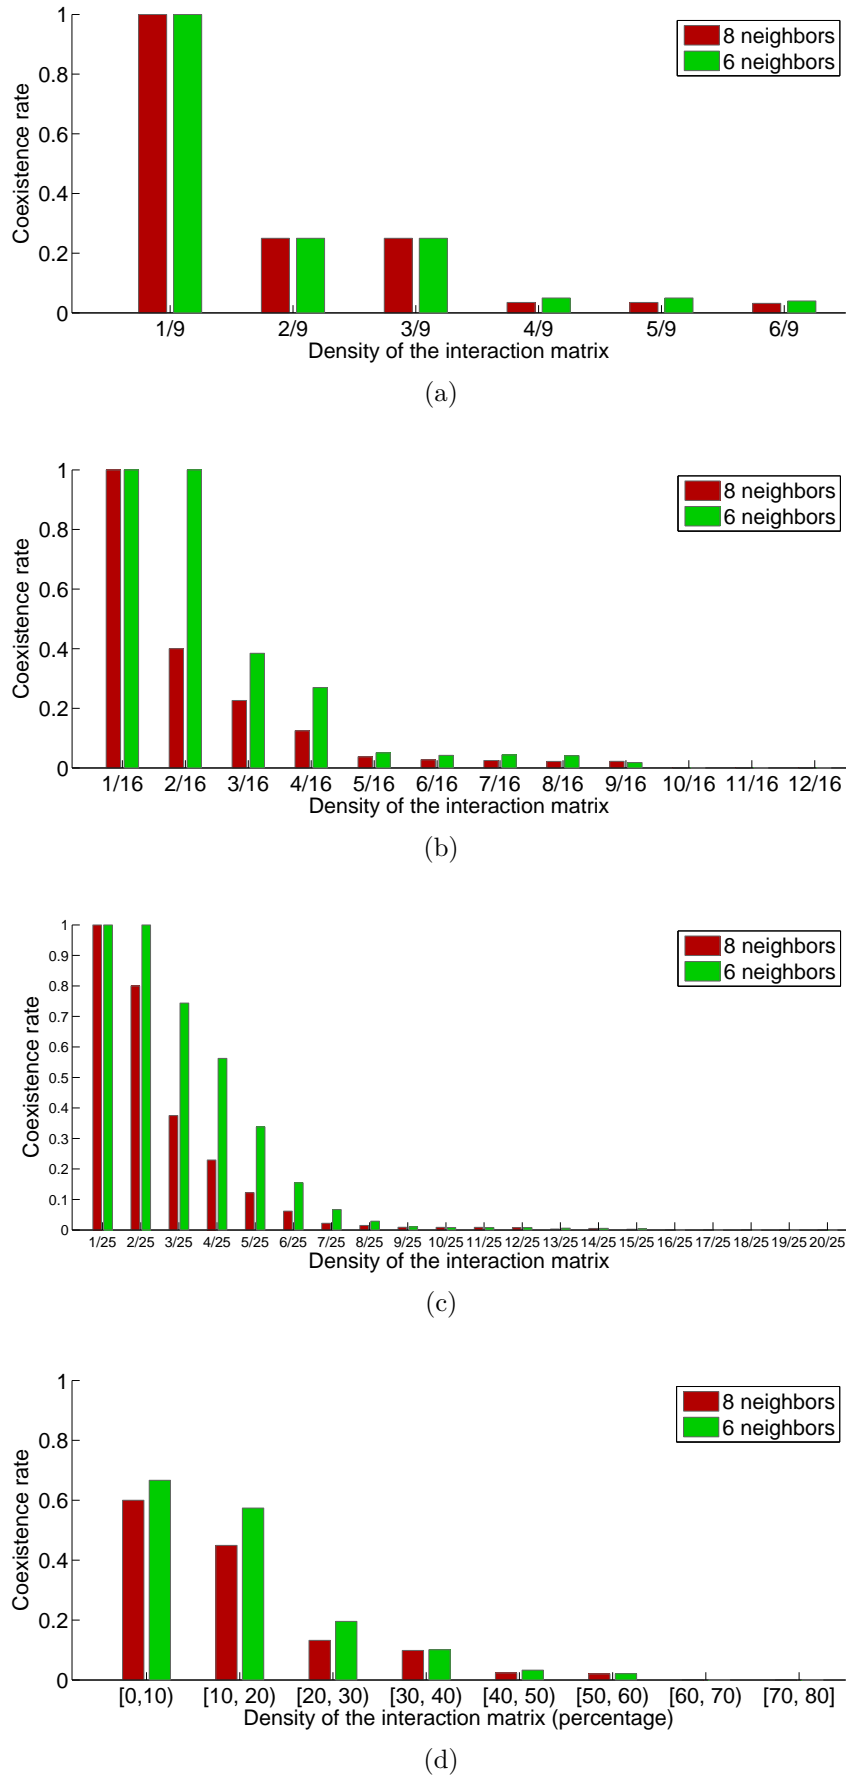 1
0.8
0.6
0.4
0.2
0
Coexistence rate
8 neighbors
6 neighbors
1/9 2/9 3/9 4/9 5/9 6/9
Density of the interaction matrix
(a)
1
0.8
0.6
0.4
0.2
0
Coexistence rate
8 neighbors
6 neighbors
1/16 2/16 3/16 4/16 5/16 6/16 7/16 8/16 9/16 10/16 11/16 12/16
Density of the interaction matrix
(b)
1
0.9
0.8
0.7
0.6
0.5
0.4
0.3
0.2
0.1
0
Coexistence rate
8 neighbors
6 neighbors
1/25 2/25 3/25 4/25 5/25 6/25 7/25 8/25 9/25 10/25 11/25 12/25 13/25 14/25 15/25 16/25 17/25 18/25 19/25 20/25
Density of the interaction matrix
(c)
1
0.8
0.6
0.4
0.2
0
Coexistence rate
8 neighbors
6 neighbors
[0,10) [10, 20) [20, 30) [30, 40) [40, 50) [50, 60) [60, 70) [70, 80]
Density of the interaction matrix (percentage)
(d)